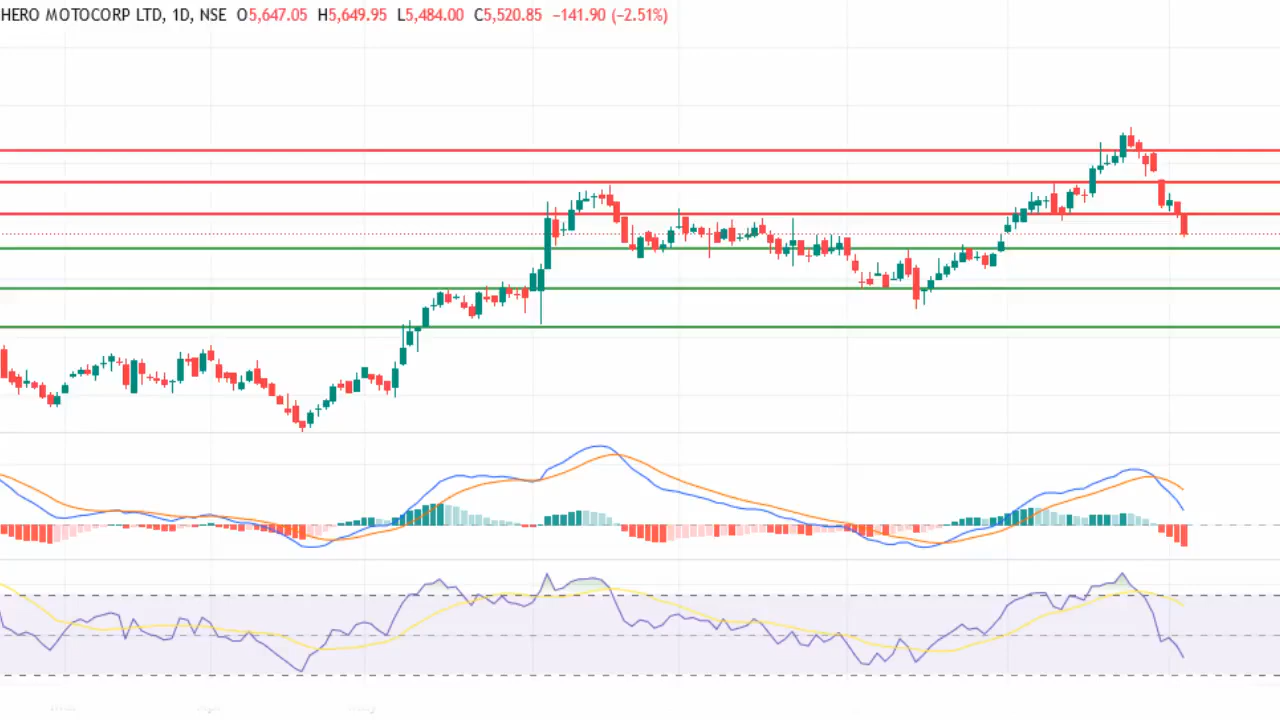 HERO MOTOCORP LTD, 1D, NSE O5,647.05 H5,649.95 L5,484.00 C5,520.85 −141.90 (−2.51%)